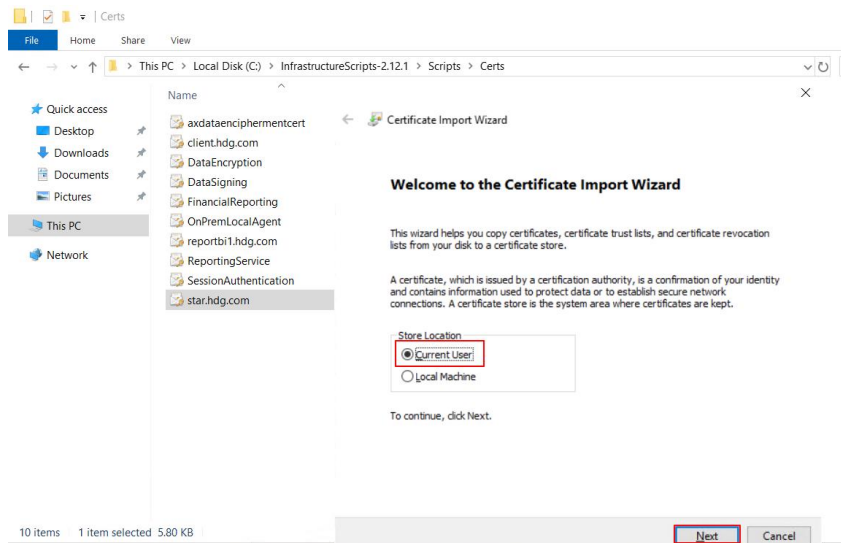 Certs
File Home Share View
This PC > Local Disk (C:) > InfrastructureScripts-2.12.1 > Scripts > Certs
Quick access
Desktop
Downloads
Documents
Pictures
This PC
Network
Name
axdataenciphermentcert
client.hdg.com
DataEncryption
DataSigning
FinancialReporting
OnPremLocalAgent
reportbi1.hdg.com
ReportingService
SessionAuthentication
star.hdg.com
Certificate Import Wizard
Welcome to the Certificate Import Wizard
This wizard helps you copy certificates, certificate trust lists, and certificate revocation
lists from your disk to a certificate store.
A certificate, which is issued by a certification authority, is a confirmation of your identity
and contains information used to protect data or to establish secure network
connections. A certificate store is the system area where certificates are kept.
Store Location
Current User
Local Machine
To continue, click Next.
Next Cancel
10 items 1 item selected 5.80 KB